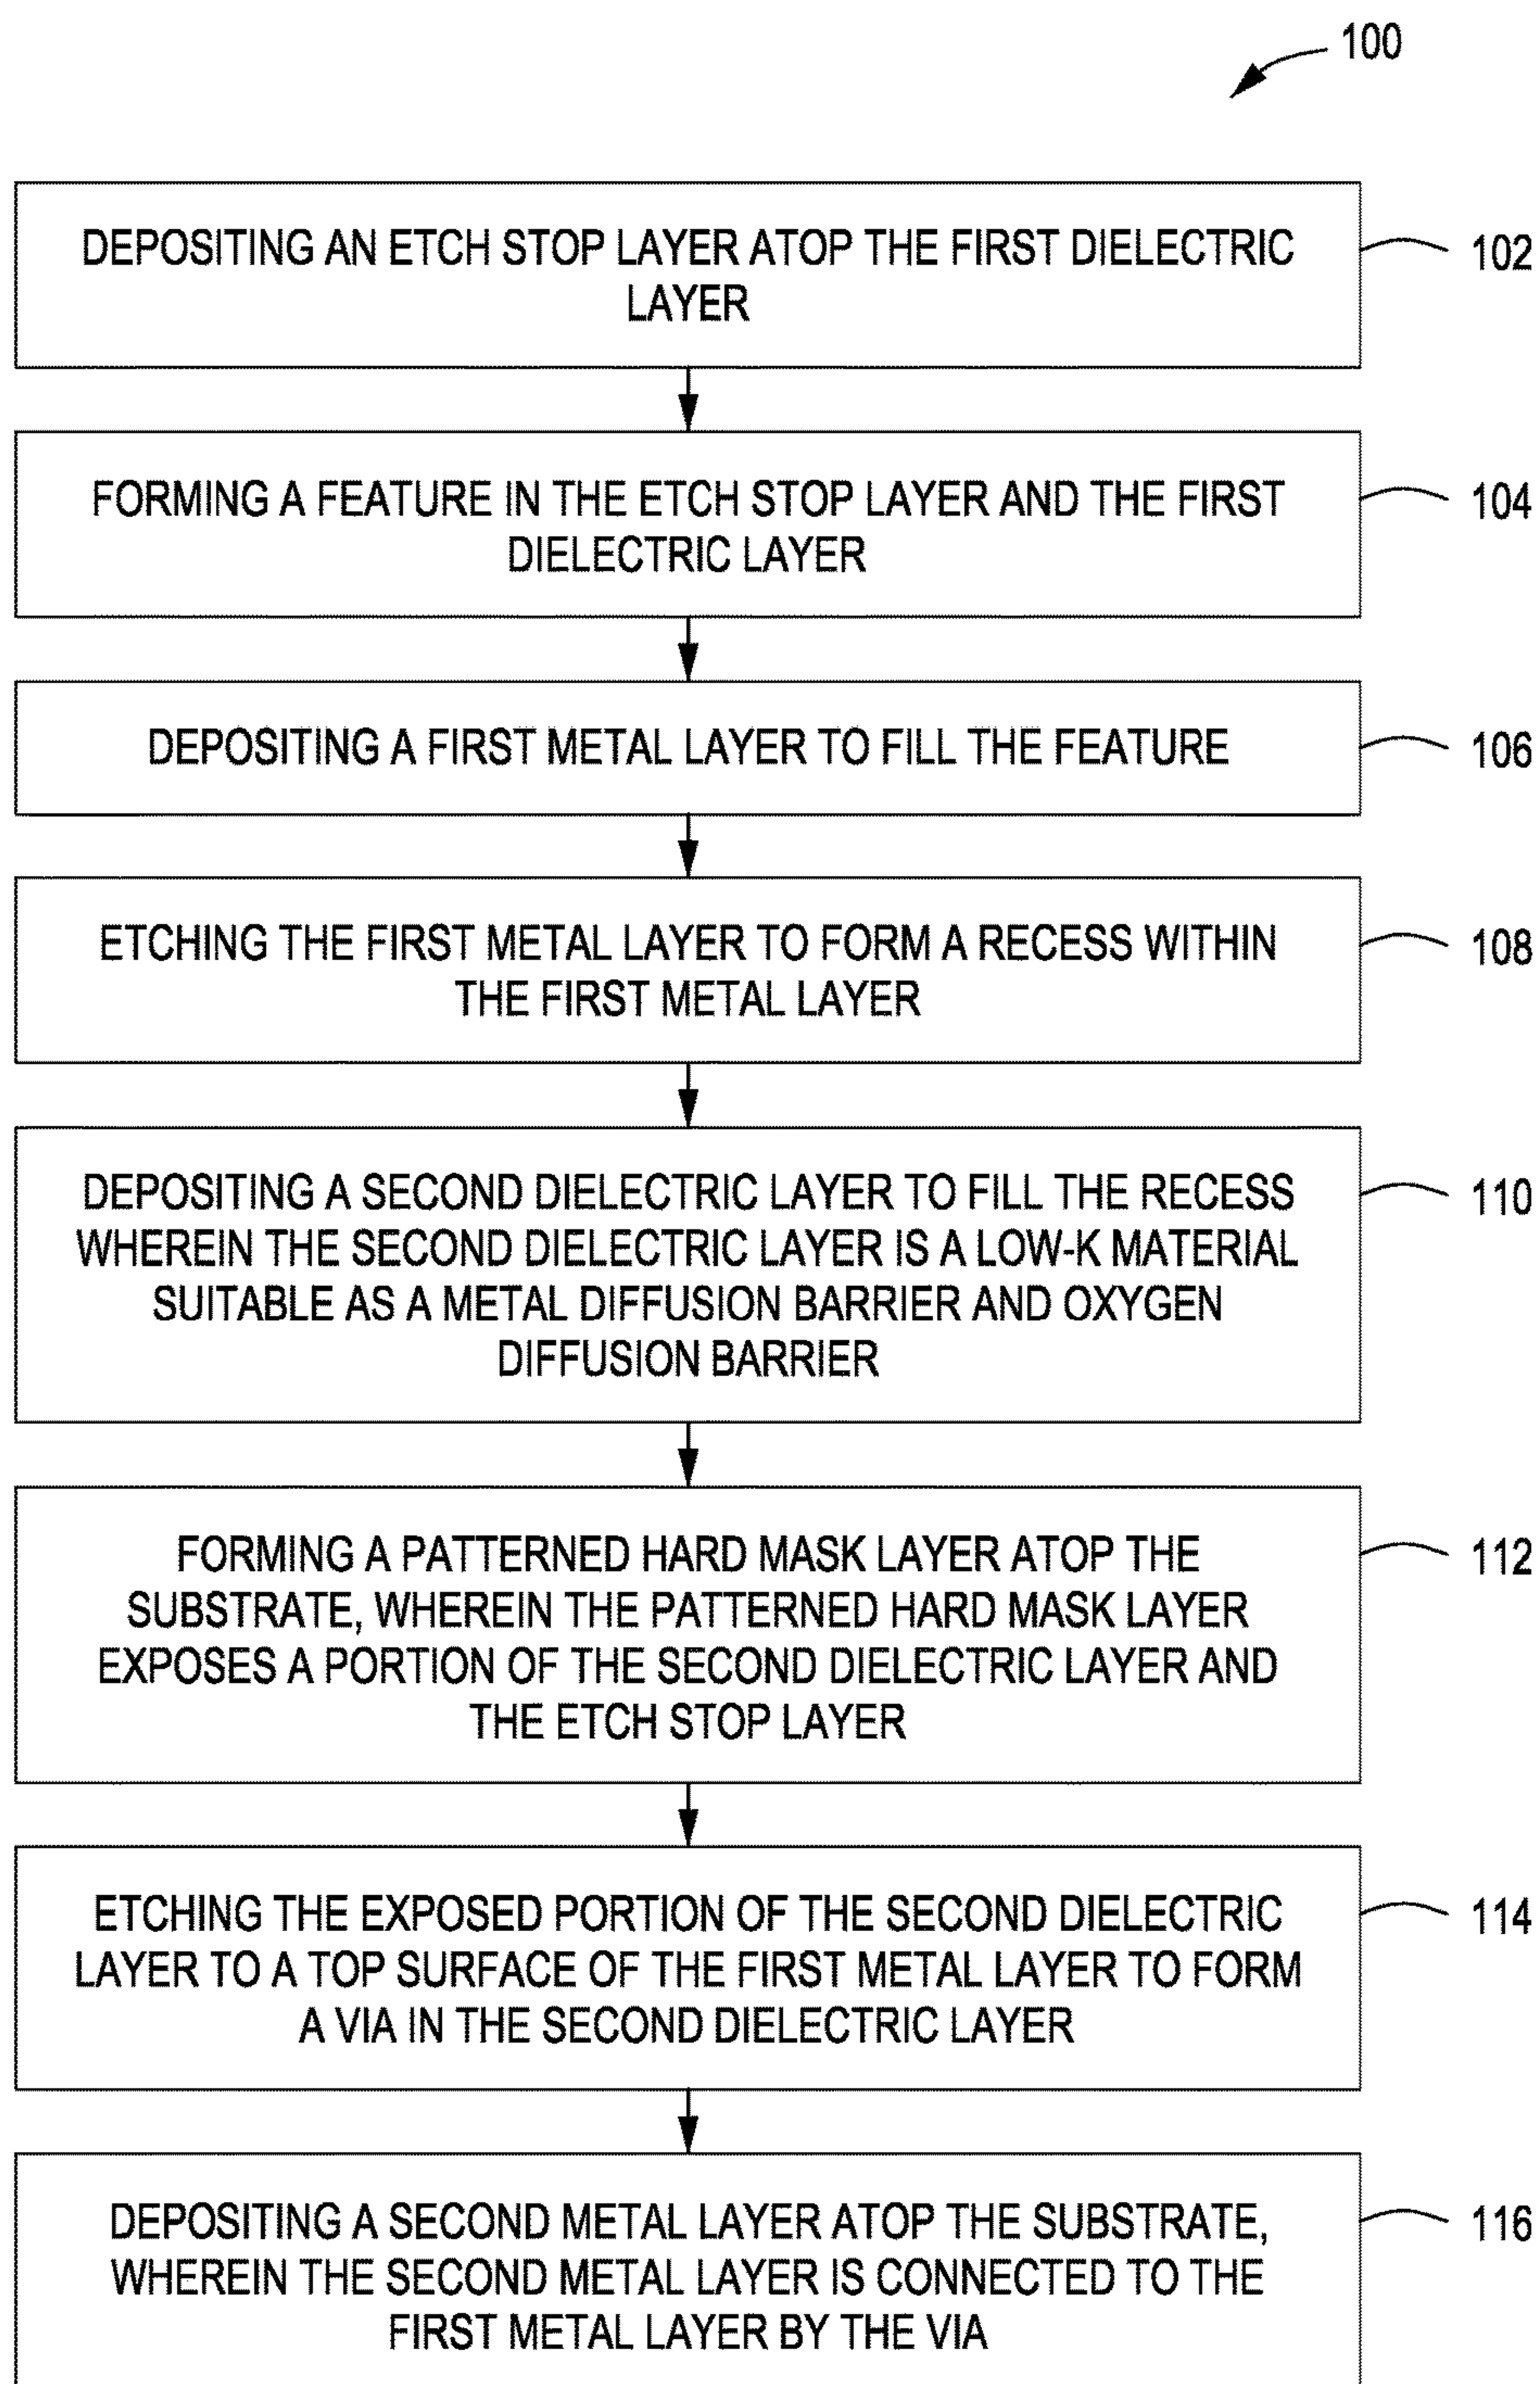 100
DEPOSITING AN ETCH STOP LAYER ATOP THE FIRST DIELECTRIC
LAYER
102
FORMING A FEATURE IN THE ETCH STOP LAYER AND THE FIRST
DIELECTRIC LAYER
104
DEPOSITING A FIRST METAL LAYER TO FILL THE FEATURE
106
ETCHING THE FIRST METAL LAYER TO FORM A RECESS WITHIN
THE FIRST METAL LAYER
108
DEPOSITING A SECOND DIELECTRIC LAYER TO FILL THE RECESS
WHEREIN THE SECOND DIELECTRIC LAYER IS A LOW-K MATERIAL
SUITABLE AS A METAL DIFFUSION BARRIER AND OXYGEN
DIFFUSION BARRIER
110
FORMING A PATTERNED HARD MASK LAYER ATOP THE
SUBSTRATE, WHEREIN THE PATTERNED HARD MASK LAYER
EXPOSES A PORTION OF THE SECOND DIELECTRIC LAYER AND
THE ETCH STOP LAYER
112
ETCHING THE EXPOSED PORTION OF THE SECOND DIELECTRIC
LAYER TO A TOP SURFACE OF THE FIRST METAL LAYER TO FORM
A VIA IN THE SECOND DIELECTRIC LAYER
114
DEPOSITING A SECOND METAL LAYER ATOP THE SUBSTRATE,
WHEREIN THE SECOND METAL LAYER IS CONNECTED TO THE
FIRST METAL LAYER BY THE VIA
116